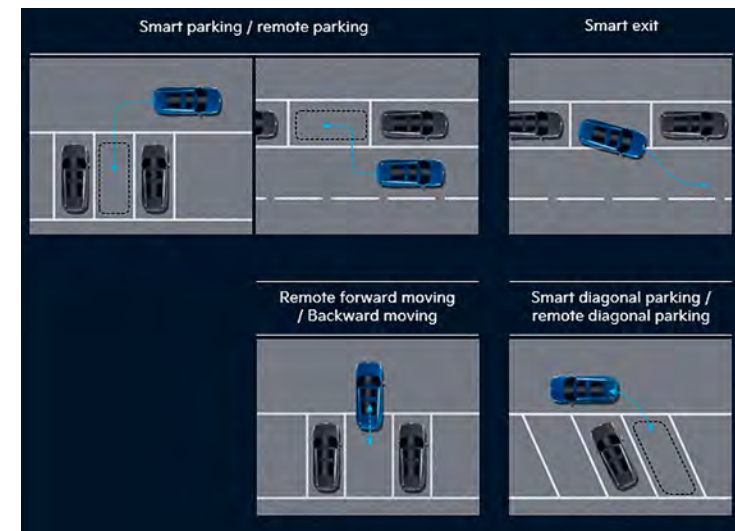 Smart parking / remote parking
Smart exit
Remote forward moving
/ Backward moving
Smart diagonal parking /
remote diagonal parking